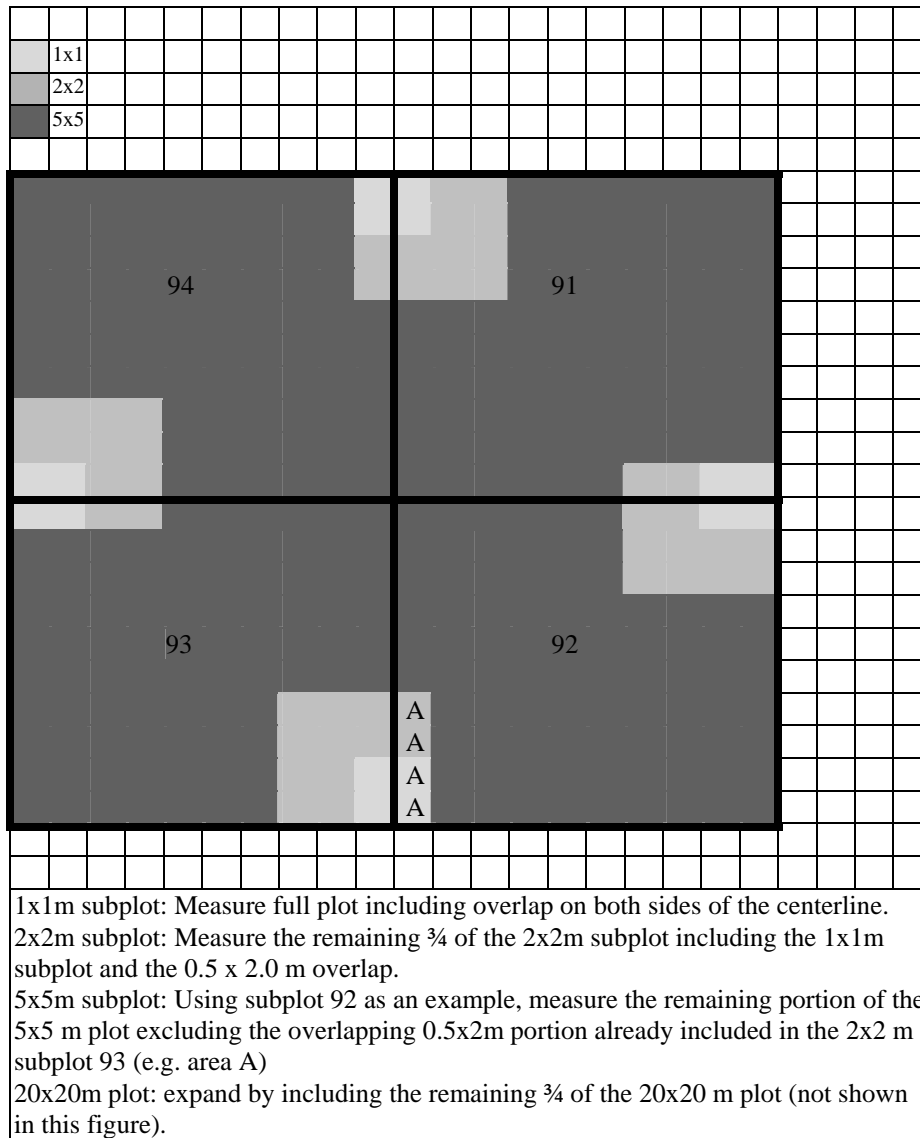 1x1
2x2
5x5
94 91
93 92
A
A
A
A
1x1m subplot: Measure full plot including overlap on both sides of the centerline.
2x2m subplot: Measure the remaining ¾ of the 2x2m subplot including the 1x1m
subplot and the 0.5 x 2.0 m overlap.
5x5m subplot: Using subplot 92 as an example, measure the remaining portion of the
5x5 m plot excluding the overlapping 0.5x2m portion already included in the 2x2 m
subplot 93 (e.g. area A)
20x20m plot: expand by including the remaining ¾ of the 20x20 m plot (not shown
in this figure).